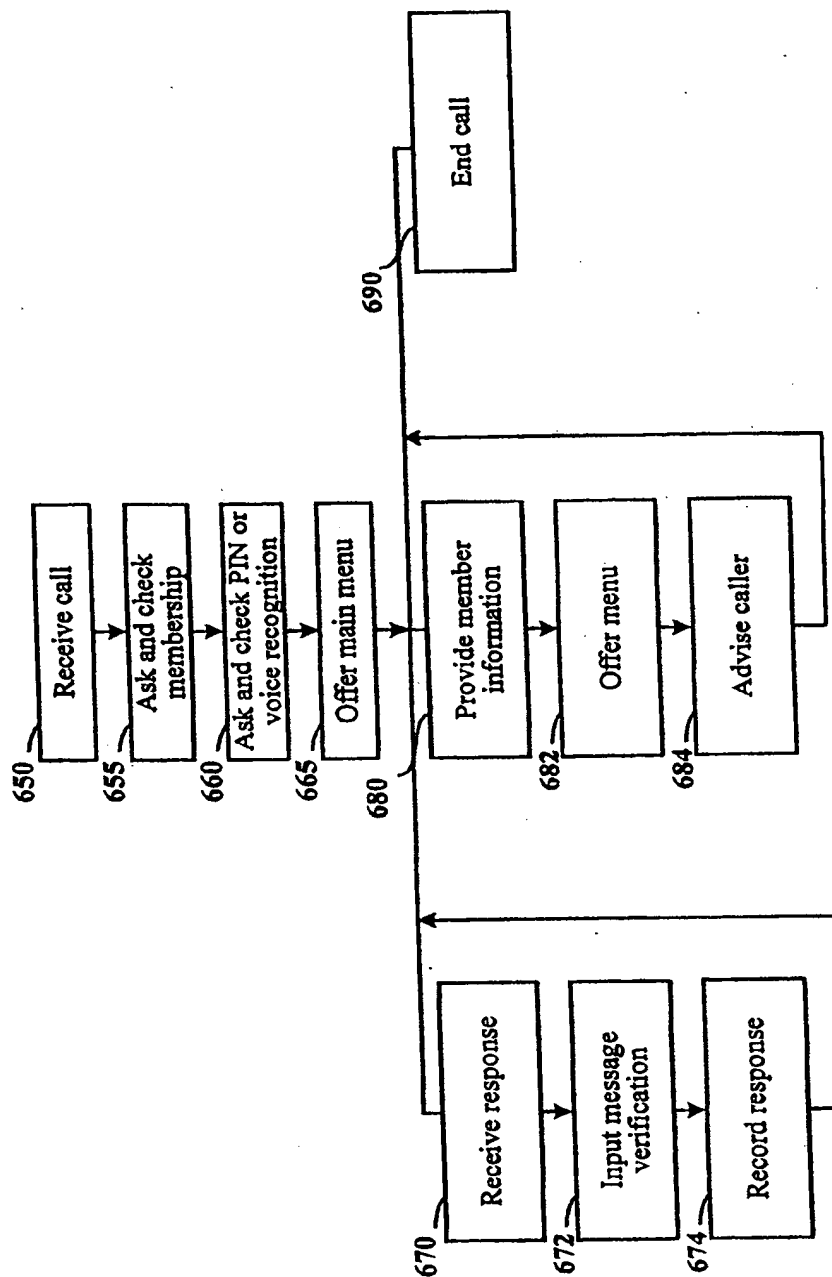 650
Receive call
655
Ask and check
membership
660
Ask and check PIN or
voice recognition
665
Offer main menu
670
Receive response
672
Input message
verification
674
Record response
680
Provide member
information
682
Offer menu
684
Advise caller
690
End call